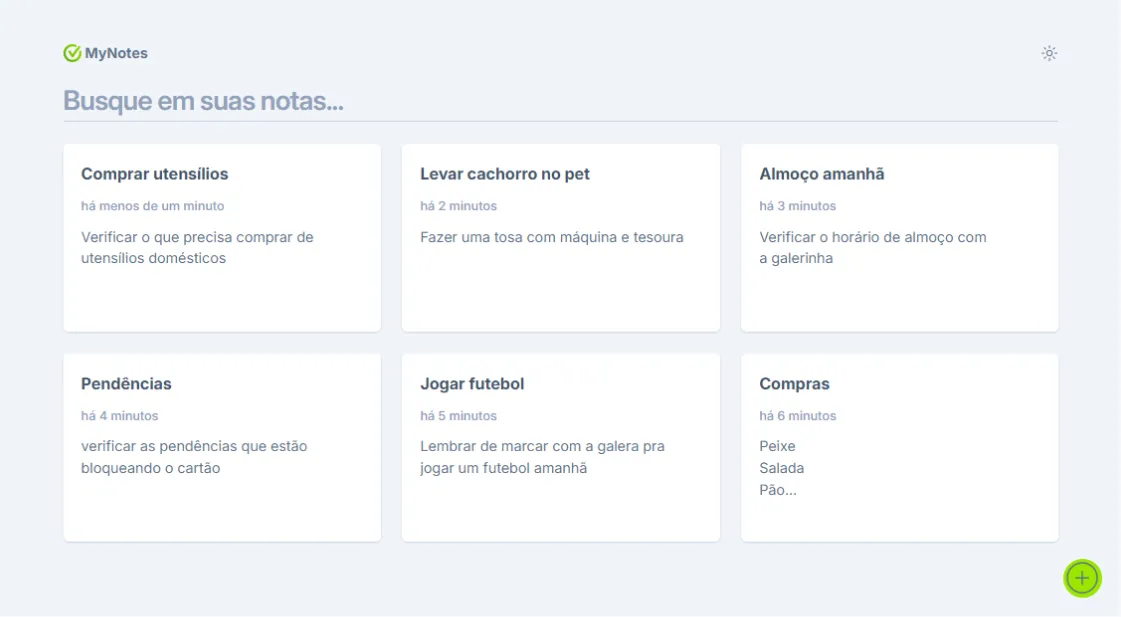 MyNotes
Busque em suas notas...
Comprar utensílios
há menos de um minuto
Verificar o que precisa comprar de
utensílios domésticos
Levar cachorro no pet
há 2 minutos
Fazer uma tosa com máquina e tesoura
Almoço amanhã
há 3 minutos
Verificar o horário de almoço com
a galerinha
Pendências
há 4 minutos
verificar as pendências que estão
bloqueando o cartão
Jogar futebol
há 5 minutos
Lembrar de marcar com a galera pra
jogar um futebol amanhã
Compras
há 6 minutos
Peixe
Salada
Pão...